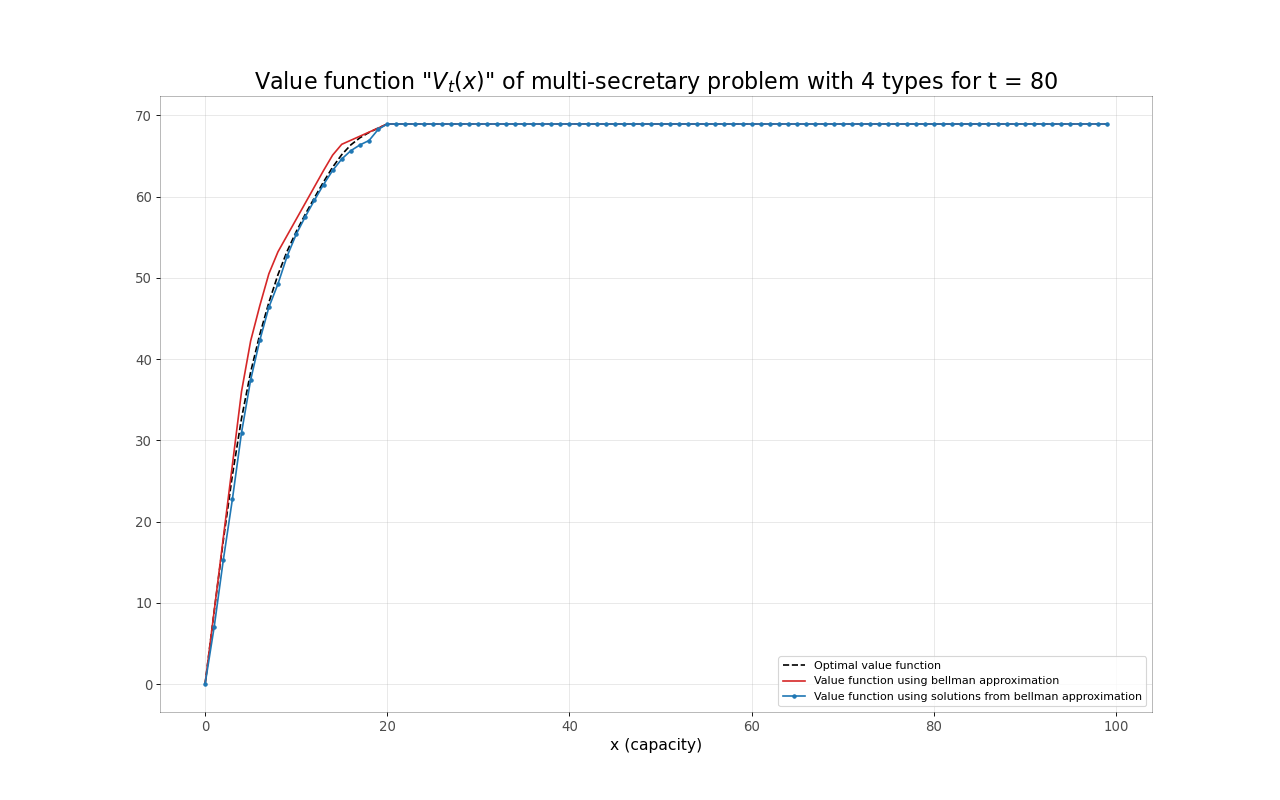 Value function "V_t(x)" of multi-secretary problem with 4 types for t = 80
70
60
50
40
30
20
10
0
0 20 40 60 80 100
x (capacity)
Optimal value function
Value function using bellman approximation
Value function using solutions from bellman approximation